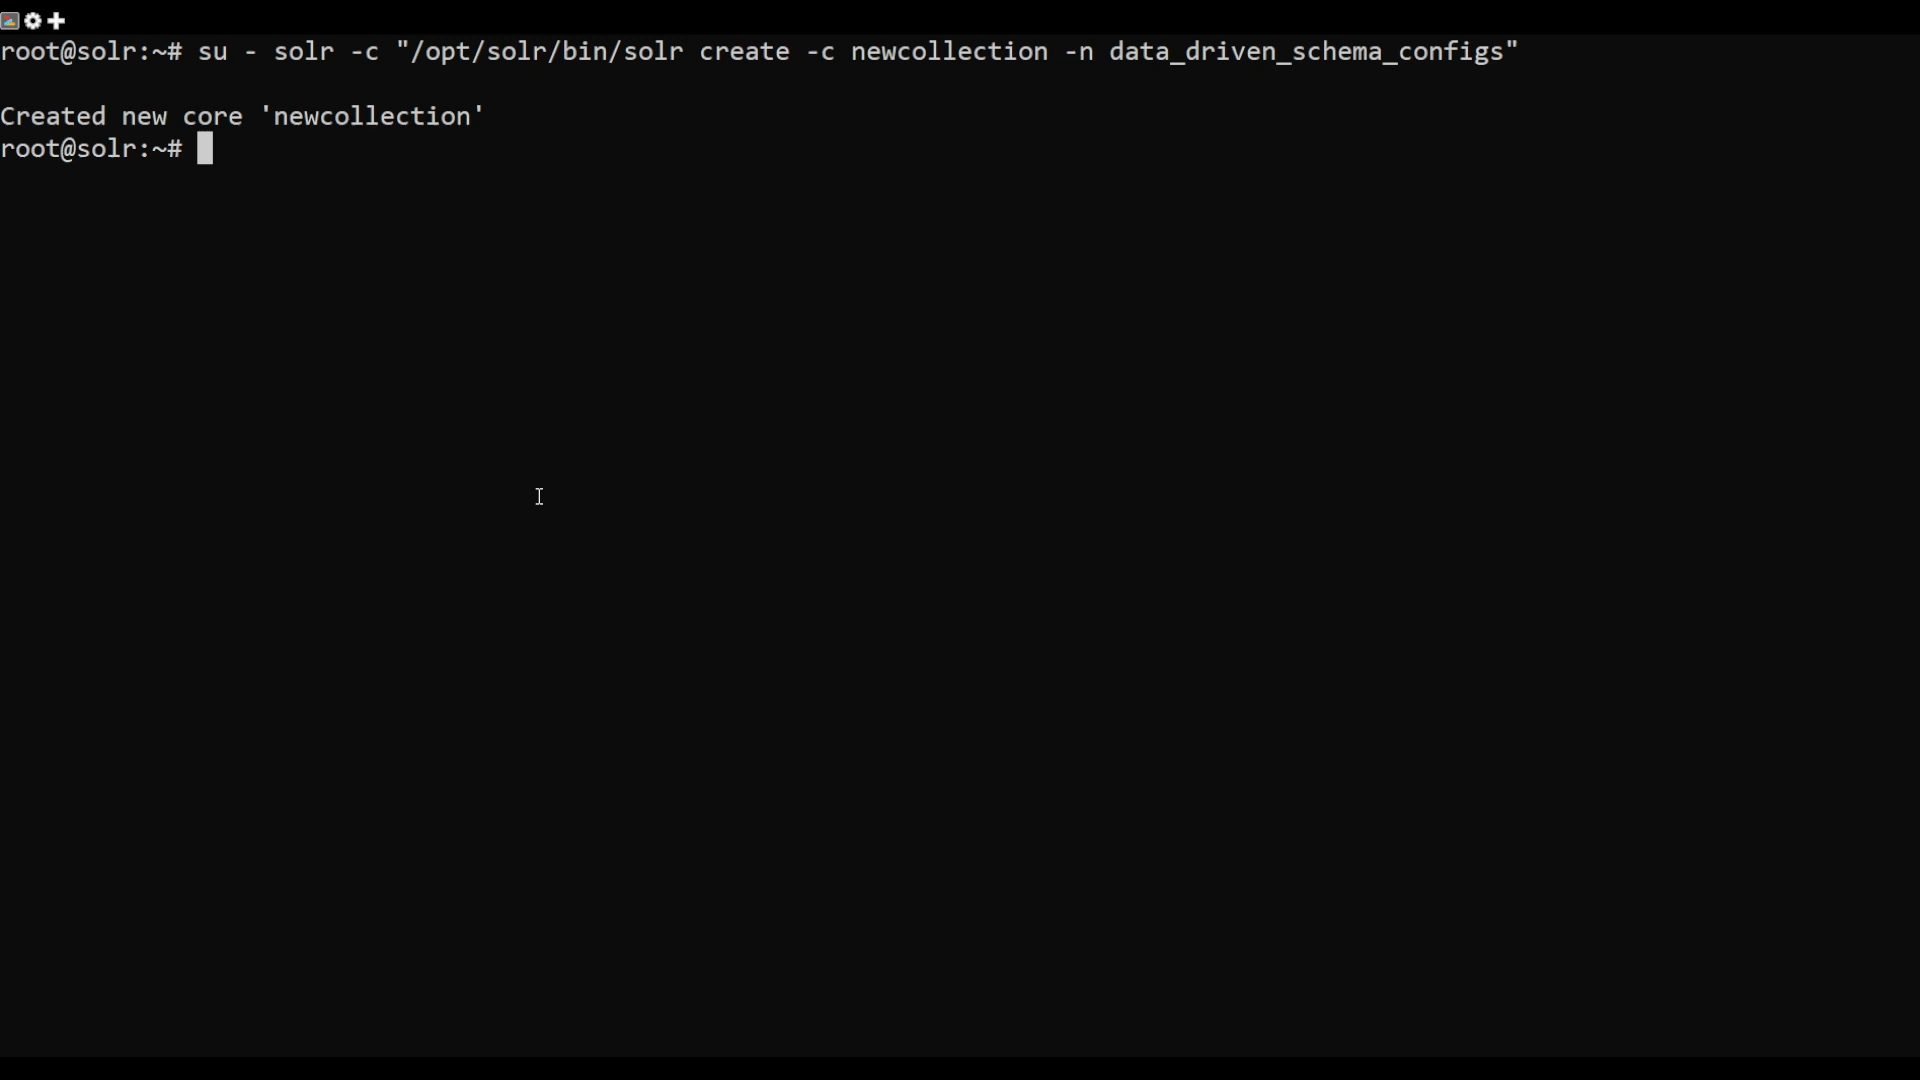 root@solr:~# su - solr -c "/opt/solr/bin/solr create -c newcollection -n data_driven_schema_configs"
Created new core 'newcollection'
root@solr:~#